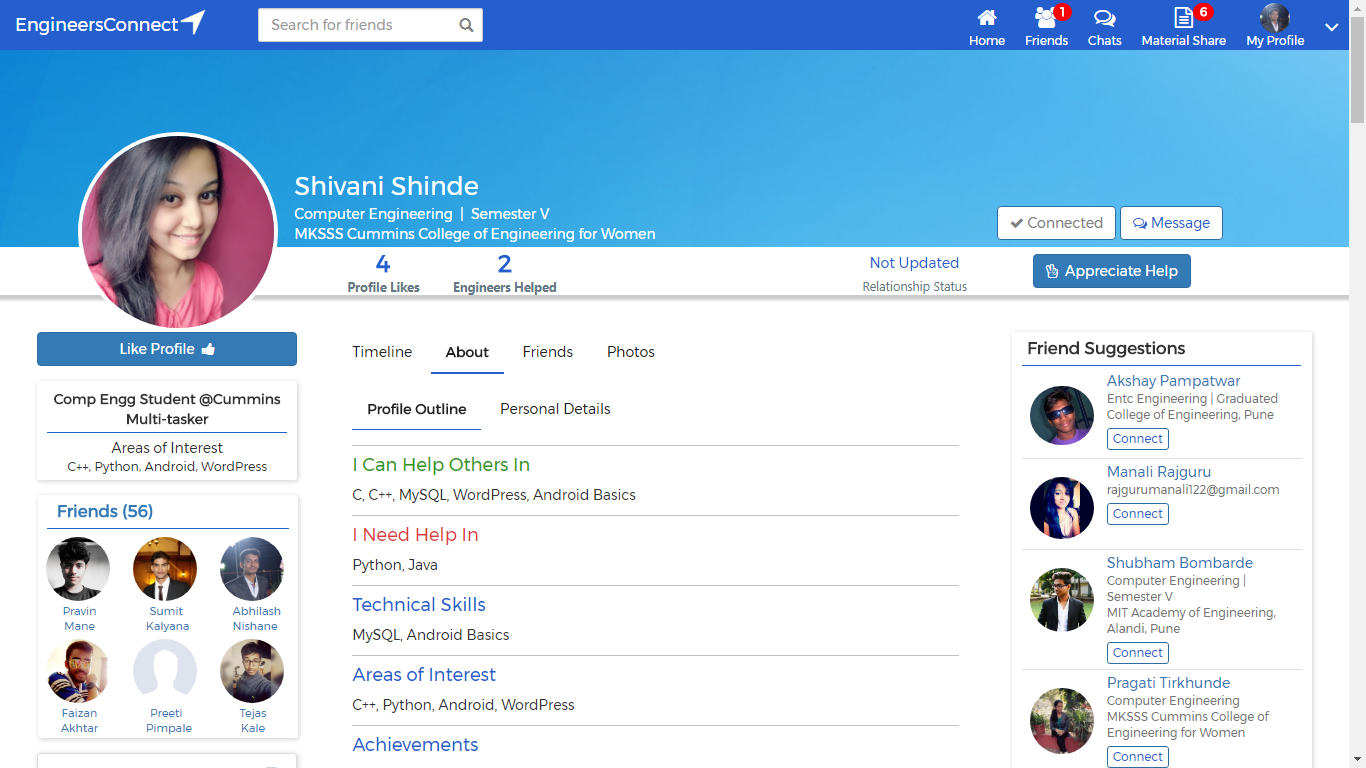 EngineersConnect
Search for friends
1
6
Home
Friends
Chats
Material Share
My Profile
Shivani Shinde
Computer Engineering | Semester V
MKSSS Cummins College of Engineering for Women
Connected
Message
4
Profile Likes
2
Engineers Helped
Not Updated
Relationship Status
Appreciate Help
Like Profile
Comp Engg Student @Cummins
Multi-tasker
Areas of Interest
C++, Python, Android, WordPress
Friends (56)
Pravin
Mane
Sumit
Kalyana
Abhilash
Nishane
Faizan
Akhtar
Preeti
Pimpale
Tejas
Kale
Timeline
About
Friends
Photos
Profile Outline
Personal Details
I Can Help Others In
C, C++, MySQL, WordPress, Android Basics
I Need Help In
Python, Java
Technical Skills
MySQL, Android Basics
Areas of Interest
C++, Python, Android, WordPress
Achievements
Friend Suggestions
Akshay Pampatwar
Entc Engineering | Graduated
College of Engineering, Pune
Connect
Manali Rajguru
rajgurumanali122@gmail.com
Connect
Shubham Bombarde
Computer Engineering |
Semester V
MIT Academy of Engineering,
Alandi, Pune
Connect
Pragati Tirkhunde
Computer Engineering
MKSSS Cummins College of
Engineering for Women
Connect